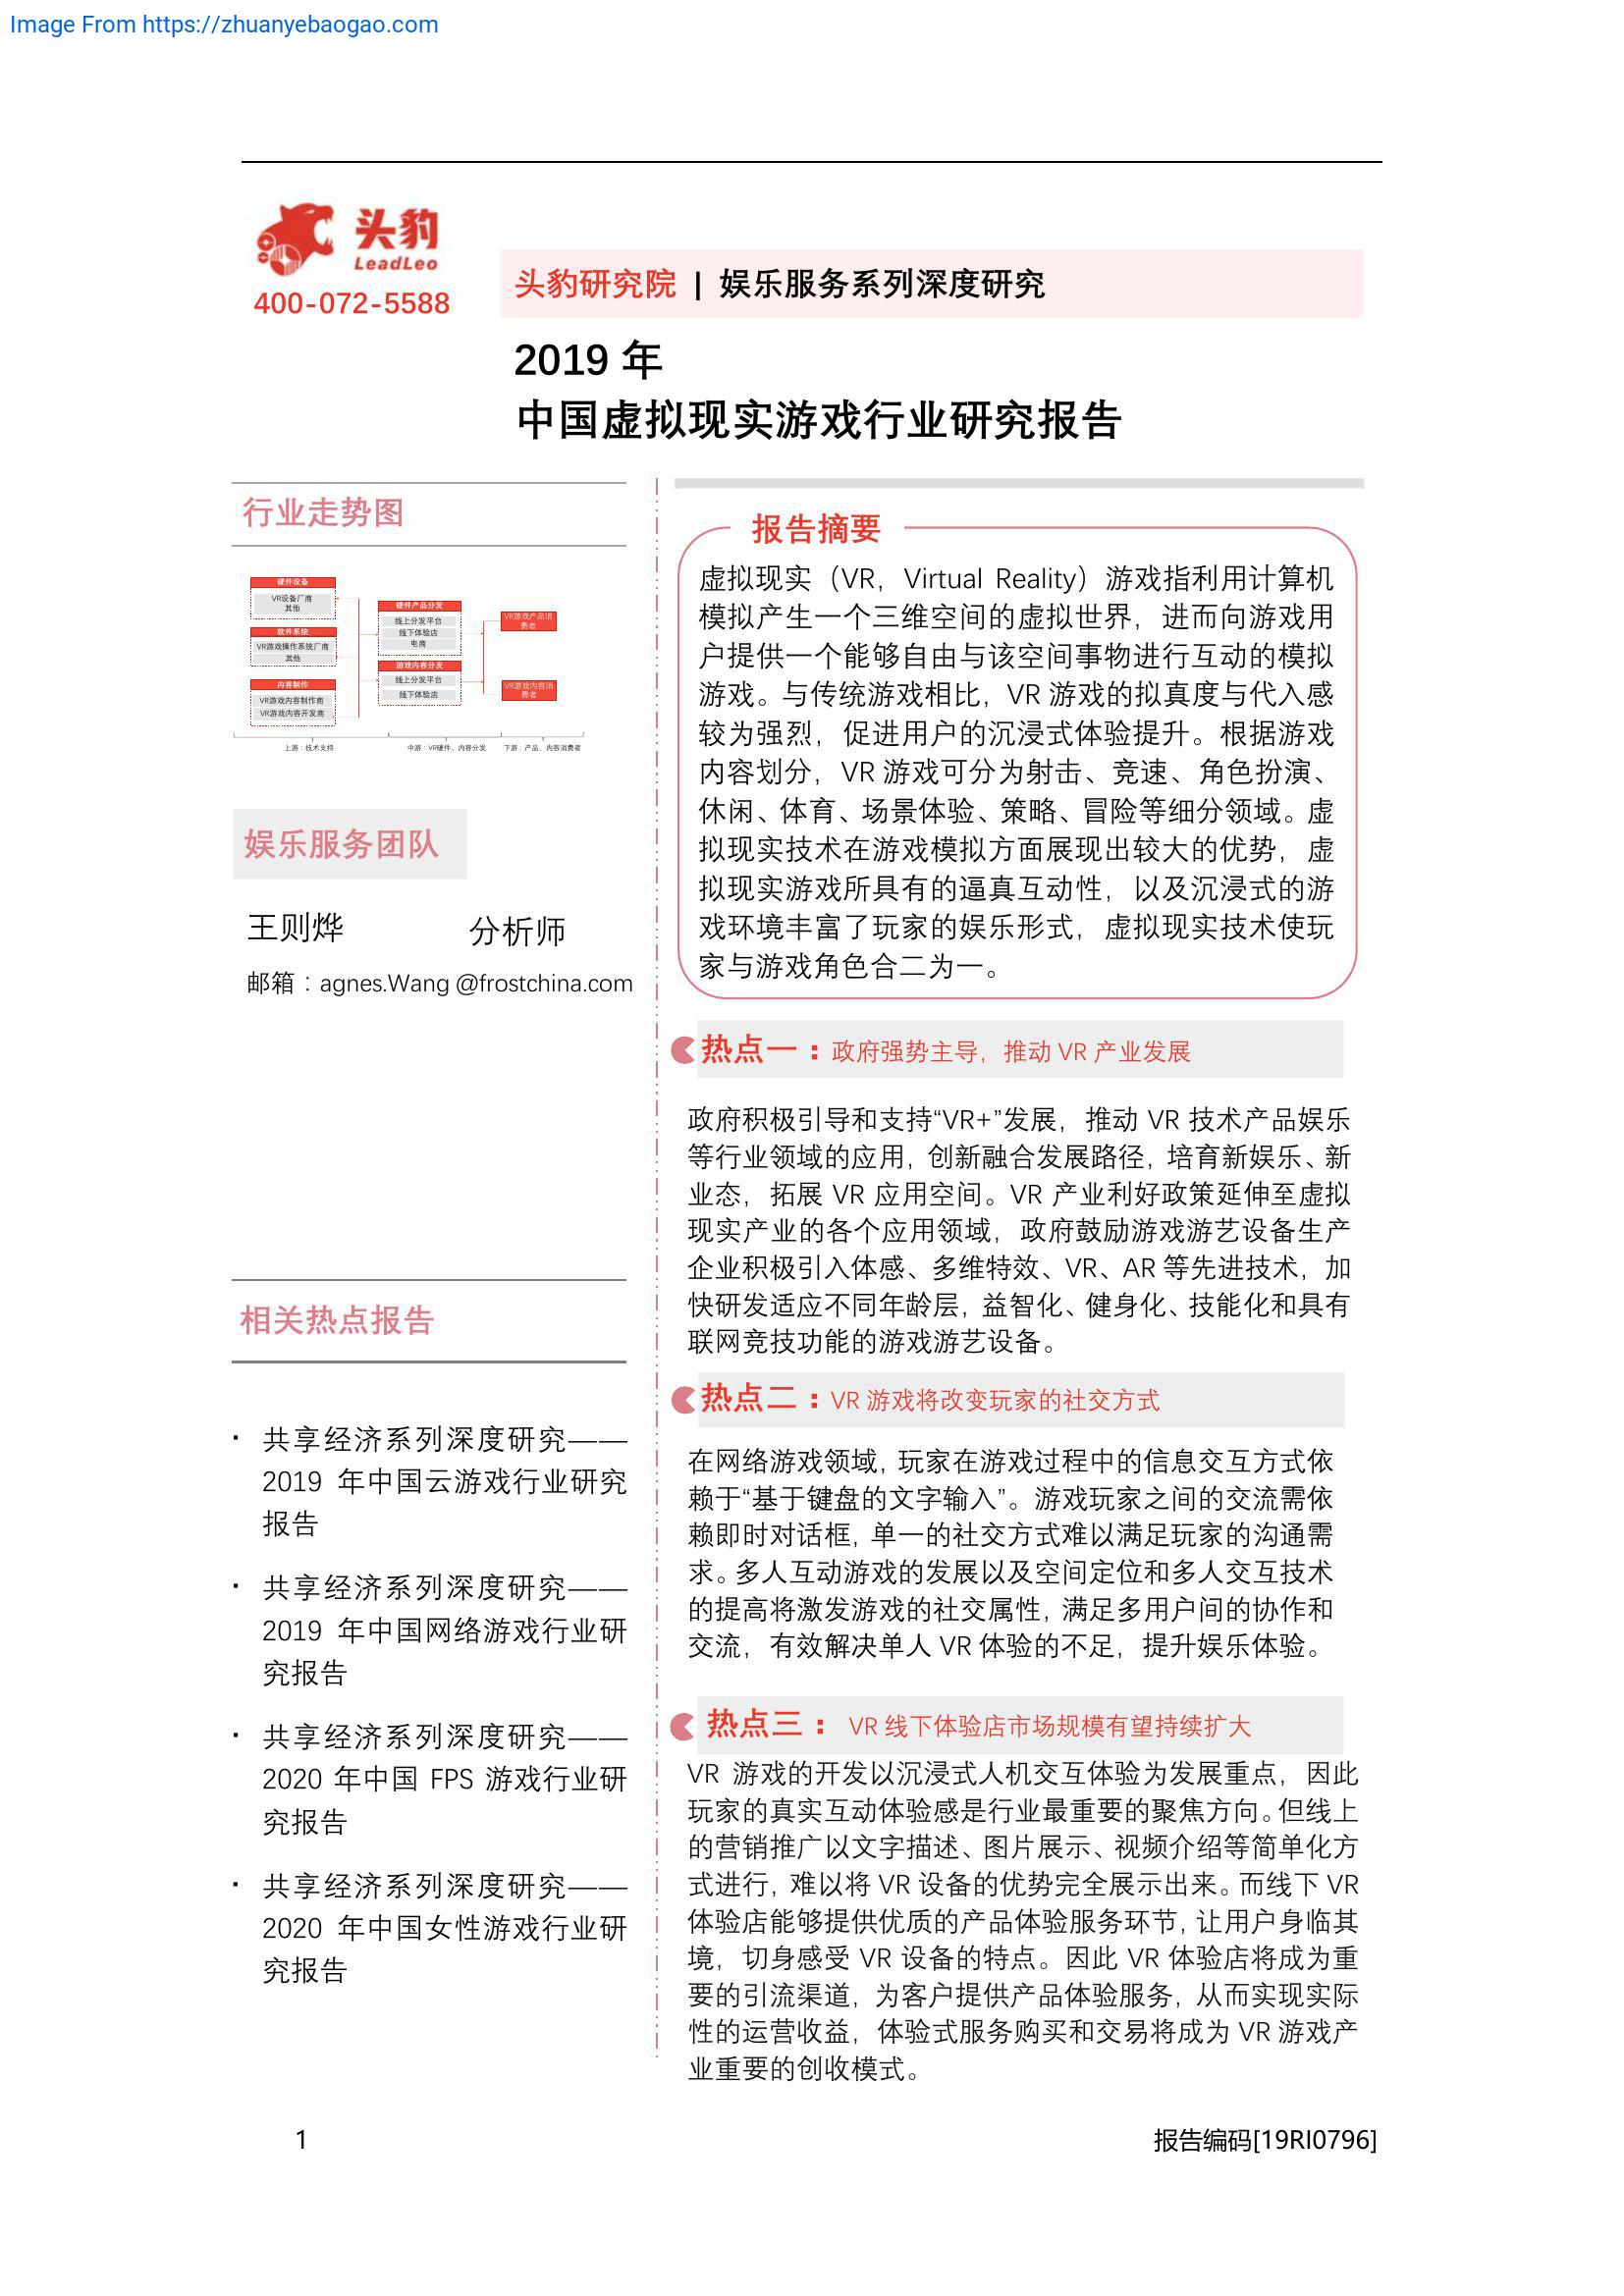 Image From https://zhuanyebaogao.com
头豹
LeadLeo
400-072-5588
头豹研究院 | 娱乐服务系列深度研究
2019 年
中国虚拟现实游戏行业研究报告
行业走势图
硬件设备
VR设备厂商
其他
软件系统
VR游戏操作系统厂商
其他
内容制作
VR游戏内容制作商
VR游戏内容开发商
硬件产品分发
线上分发平台
线下体验店
电商
游戏内容分发
线上分发平台
线下体验店
VR游戏产品消
费者
VR游戏内容消
费者
上游：技术支持
中游：VR硬件、内容分发
下游：产品、内容消费者
娱乐服务团队
王则烨 分析师
邮箱：agnes.Wang @frostchina.com
相关热点报告
· 共享经济系列深度研究——
2019 年中国云游戏行业研究
报告
· 共享经济系列深度研究——
2019 年中国网络游戏行业研
究报告
· 共享经济系列深度研究——
2020 年中国 FPS 游戏行业研
究报告
· 共享经济系列深度研究——
2020 年中国女性游戏行业研
究报告
报告摘要
虚拟现实（VR，Virtual Reality）游戏指利用计算机
模拟产生一个三维空间的虚拟世界，进而向游戏用
户提供一个能够自由与该空间事物进行互动的模拟
游戏。与传统游戏相比，VR 游戏的拟真度与代入感
较为强烈，促进用户的沉浸式体验提升。根据游戏
内容划分，VR 游戏可分为射击、竞速、角色扮演、
休闲、体育、场景体验、策略、冒险等细分领域。虚
拟现实技术在游戏模拟方面展现出较大的优势，虚
拟现实游戏所具有的逼真互动性，以及沉浸式的游
戏环境丰富了玩家的娱乐形式，虚拟现实技术使玩
家与游戏角色合二为一。
热点一：政府强势主导，推动 VR 产业发展
政府积极引导和支持“VR+”发展，推动 VR 技术产品娱乐
等行业领域的应用，创新融合发展路径，培育新娱乐、新
业态，拓展 VR 应用空间。VR 产业利好政策延伸至虚拟
现实产业的各个应用领域，政府鼓励游戏游艺设备生产
企业积极引入体感、多维特效、VR、AR 等先进技术，加
快研发适应不同年龄层，益智化、健身化、技能化和具有
联网竞技功能的游戏游艺设备。
热点二：VR 游戏将改变玩家的社交方式
在网络游戏领域，玩家在游戏过程中的信息交互方式依
赖于“基于键盘的文字输入”。游戏玩家之间的交流需依
赖即时对话框，单一的社交方式难以满足玩家的沟通需
求。多人互动游戏的发展以及空间定位和多人交互技术
的提高将激发游戏的社交属性，满足多用户间的协作和
交流，有效解决单人 VR 体验的不足，提升娱乐体验。
热点三： VR 线下体验店市场规模有望持续扩大
VR 游戏的开发以沉浸式人机交互体验为发展重点，因此
玩家的真实互动体验感是行业最重要的聚焦方向。但线上
的营销推广以文字描述、图片展示、视频介绍等简单化方
式进行，难以将 VR 设备的优势完全展示出来。而线下 VR
体验店能够提供优质的产品体验服务环节，让用户身临其
境，切身感受 VR 设备的特点。因此 VR 体验店将成为重
要的引流渠道，为客户提供产品体验服务，从而实现实际
性的运营收益，体验式服务购买和交易将成为 VR 游戏产
业重要的创收模式。
1
报告编码[19RI0796]